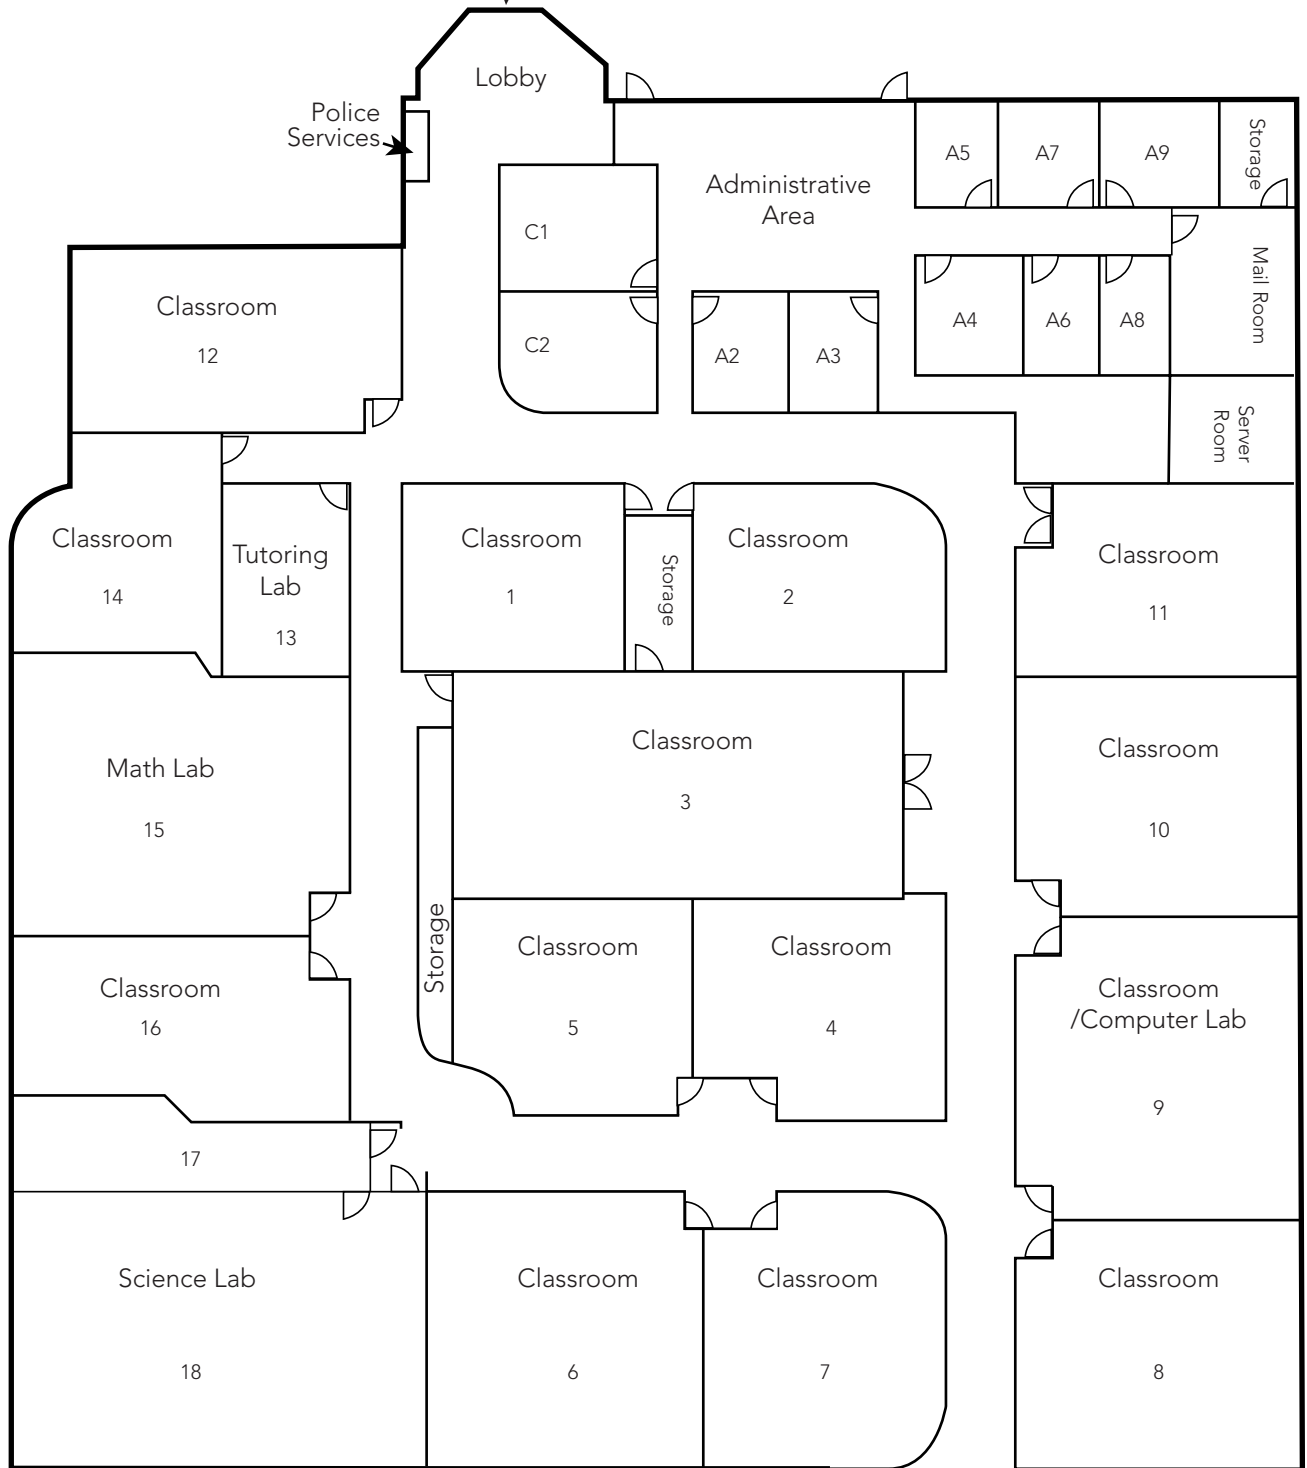 Lobby
Police
Services
A5
A7
A9
Storage
Administrative
Area
C1
Mail Room
Classroom
12
C2
A2
A3
A4
A6
A8
Server
Room
Classroom
14
Tutoring
Lab
13
Classroom
1
Storage
Classroom
2
Classroom
11
Math Lab
15
Classroom
3
Classroom
10
Storage
Classroom
16
Classroom
5
Classroom
4
Classroom
/Computer Lab
9
17
Science Lab
18
Classroom
6
Classroom
7
Classroom
8